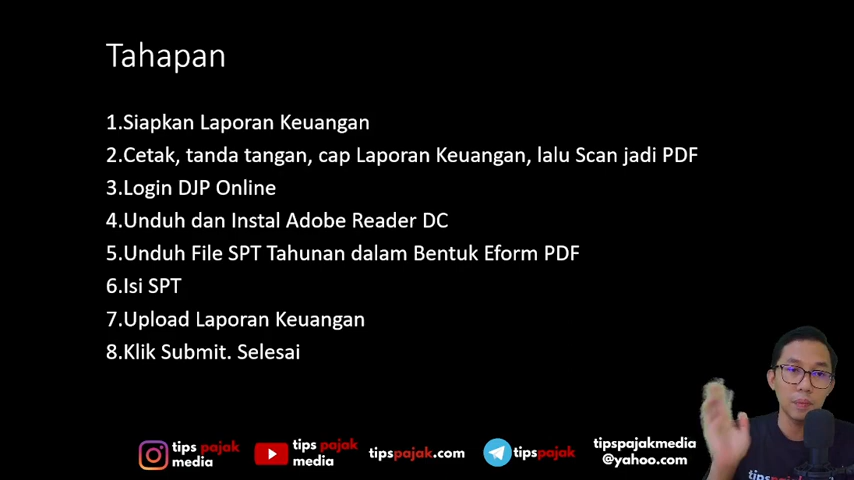 Tahapan
1.Siapkan Laporan Keuangan
2.Cetak, tanda tangan, cap Laporan Keuangan, lalu Scan jadi PDF
3.Login DJP Online
4.Unduh dan Instal Adobe Reader DC
5.Unduh File SPT Tahunan dalam Bentuk Eform PDF
6.Isi SPT
7.Upload Laporan Keuangan
8.Klik Submit. Selesai
tips pajak
media
tips pajak
media
tipspajak.com
tipspajak
tipspajakmedia
@yahoo.com